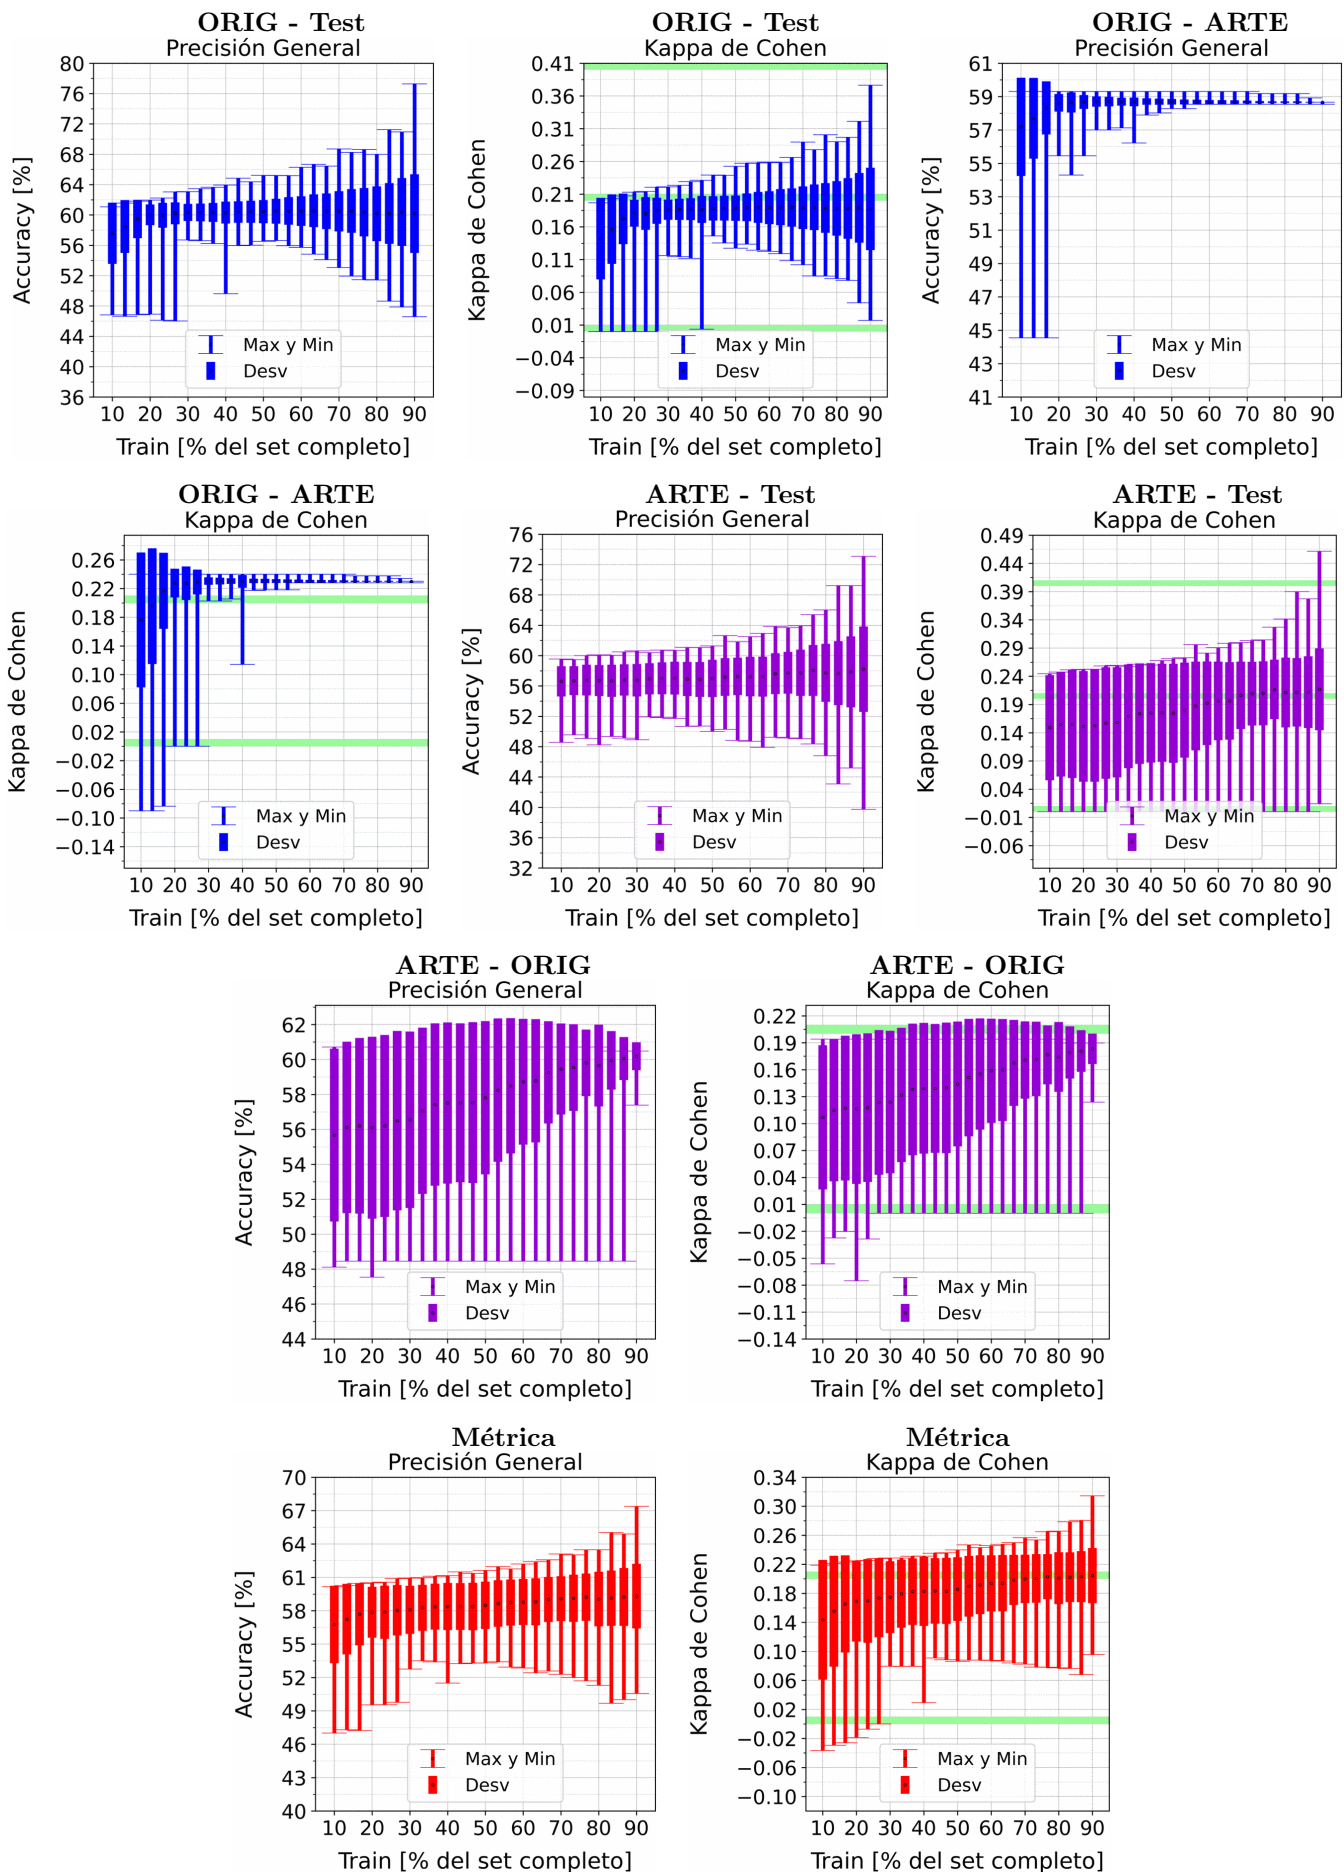 ORIG - Test
Precisión General
Accuracy [%]
80
76
72
68
64
60
56
52
48
44
40
36
Max y Min
Desv
10 20 30 40 50 60 70 80 90
Train [% del set completo]
ORIG - Test
Kappa de Cohen
Kappa de Cohen
0.41
0.36
0.31
0.26
0.21
0.16
0.11
0.06
0.01
−0.04
−0.09
Max y Min
Desv
10 20 30 40 50 60 70 80 90
Train [% del set completo]
ORIG - ARTE
Precisión General
Accuracy [%]
61
59
57
55
53
51
49
47
45
43
41
Max y Min
Desv
10 20 30 40 50 60 70 80 90
Train [% del set completo]
ORIG - ARTE
Kappa de Cohen
Kappa de Cohen
0.26
0.22
0.18
0.14
0.10
0.06
0.02
−0.02
−0.06
−0.10
−0.14
Max y Min
Desv
10 20 30 40 50 60 70 80 90
Train [% del set completo]
ARTE - Test
Precisión General
Accuracy [%]
76
72
68
64
60
56
52
48
44
40
36
32
Max y Min
Desv
10 20 30 40 50 60 70 80 90
Train [% del set completo]
ARTE - Test
Kappa de Cohen
Kappa de Cohen
0.49
0.44
0.39
0.34
0.29
0.24
0.19
0.14
0.09
0.04
−0.01
−0.06
Max y Min
Desv
10 20 30 40 50 60 70 80 90
Train [% del set completo]
ARTE - ORIG
Precisión General
Accuracy [%]
62
60
58
56
54
52
50
48
46
44
Max y Min
Desv
10 20 30 40 50 60 70 80 90
Train [% del set completo]
ARTE - ORIG
Kappa de Cohen
Kappa de Cohen
0.22
0.19
0.16
0.13
0.10
0.07
0.04
0.01
−0.02
−0.05
−0.08
−0.11
−0.14
Max y Min
Desv
10 20 30 40 50 60 70 80 90
Train [% del set completo]
Métrica
Precisión General
Accuracy [%]
70
67
64
61
58
55
52
49
46
43
40
Max y Min
Desv
10 20 30 40 50 60 70 80 90
Train [% del set completo]
Métrica
Kappa de Cohen
Kappa de Cohen
0.34
0.30
0.26
0.22
0.18
0.14
0.10
0.06
0.02
−0.02
−0.06
−0.10
Max y Min
Desv
10 20 30 40 50 60 70 80 90
Train [% del set completo]